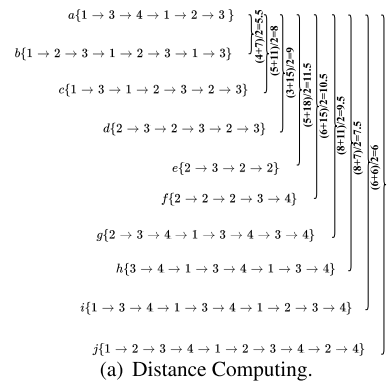 a{1 → 3 → 4 → 1 → 2 → 3 }
b{1 → 2 → 3 → 1 → 2 → 3 → 1 → 3}
c{1 → 3 → 1 → 2 → 3 → 2 → 3}
d{2 → 3 → 2 → 3 → 2 → 3}
e{2 → 3 → 2 → 2}
f{2 → 2 → 2 → 3 → 4}
g{2 → 3 → 4 → 1 → 3 → 4 → 3 → 4}
h{3 → 4 → 1 → 3 → 4 → 1 → 3 → 4}
i{1 → 3 → 4 → 1 → 3 → 4 → 1 → 2 → 3 → 4}
j{1 → 2 → 3 → 4 → 1 → 2 → 3 → 4 → 2 → 4}
(4+7)/2=5.5
(5+11)/2=8
(3+15)/2=9
(5+18)/2=11.5
(6+15)/2=10.5
(8+11)/2=9.5
(8+7)/2=7.5
(6+6)/2=6
(a) Distance Computing.